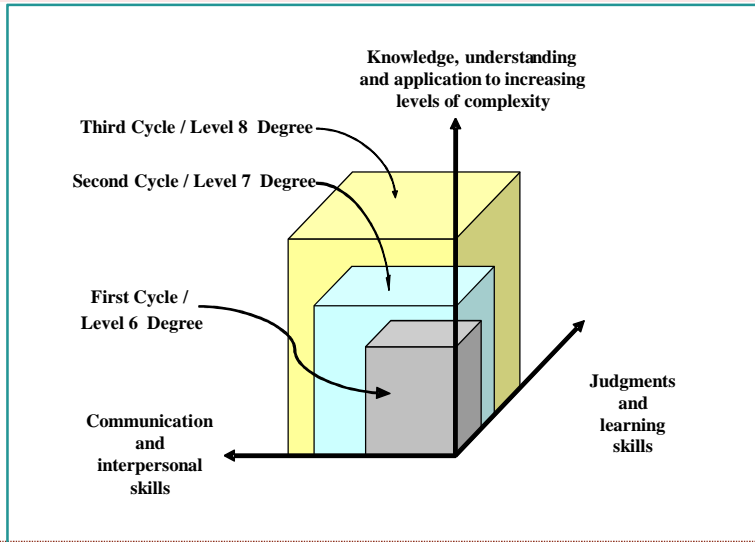 Knowledge, understanding
and application to increasing
levels of complexity
Third Cycle / Level 8 Degree
Second Cycle / Level 7 Degree
First Cycle /
Level 6 Degree
Judgments
and
learning
skills
Communication
and
interpersonal
skills